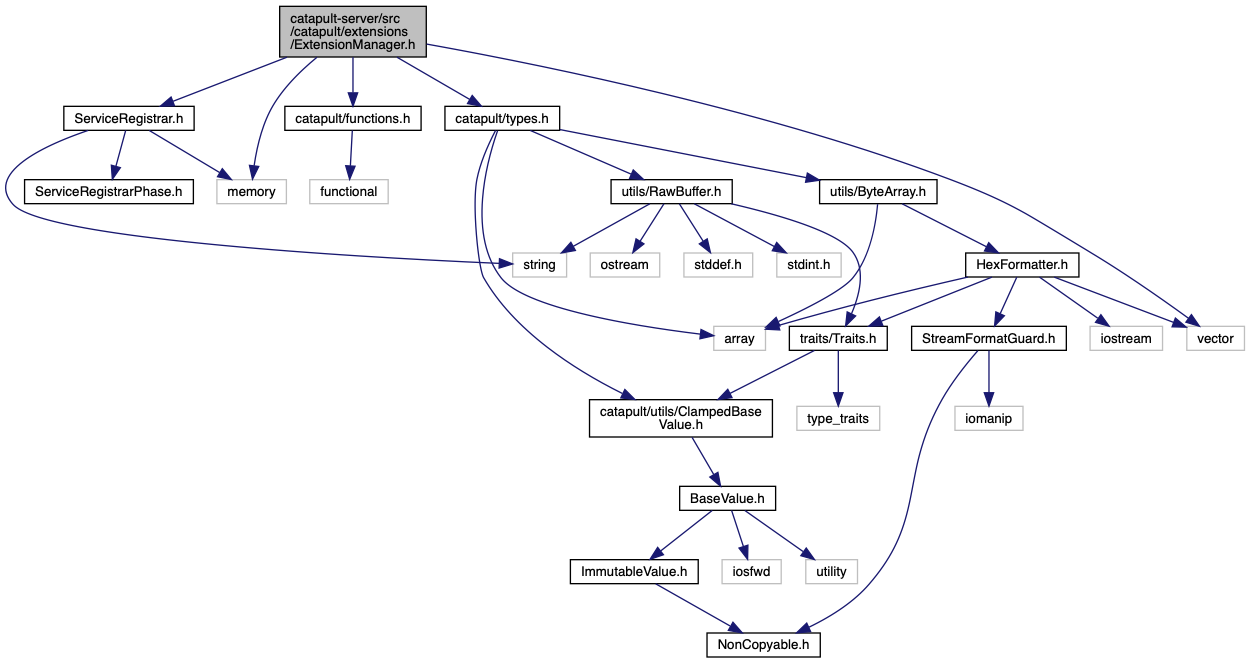 catapult-server/src
/catapult/extensions
/ExtensionManager.h
ServiceRegistrar.h
catapult/functions.h
catapult/types.h
ServiceRegistrarPhase.h
memory
functional
utils/RawBuffer.h
utils/ByteArray.h
string
ostream
stddef.h
stdint.h
HexFormatter.h
array
traits/Traits.h
StreamFormatGuard.h
iostream
vector
catapult/utils/ClampedBase
Value.h
type_traits
iomanip
BaseValue.h
ImmutableValue.h
iosfwd
utility
NonCopyable.h